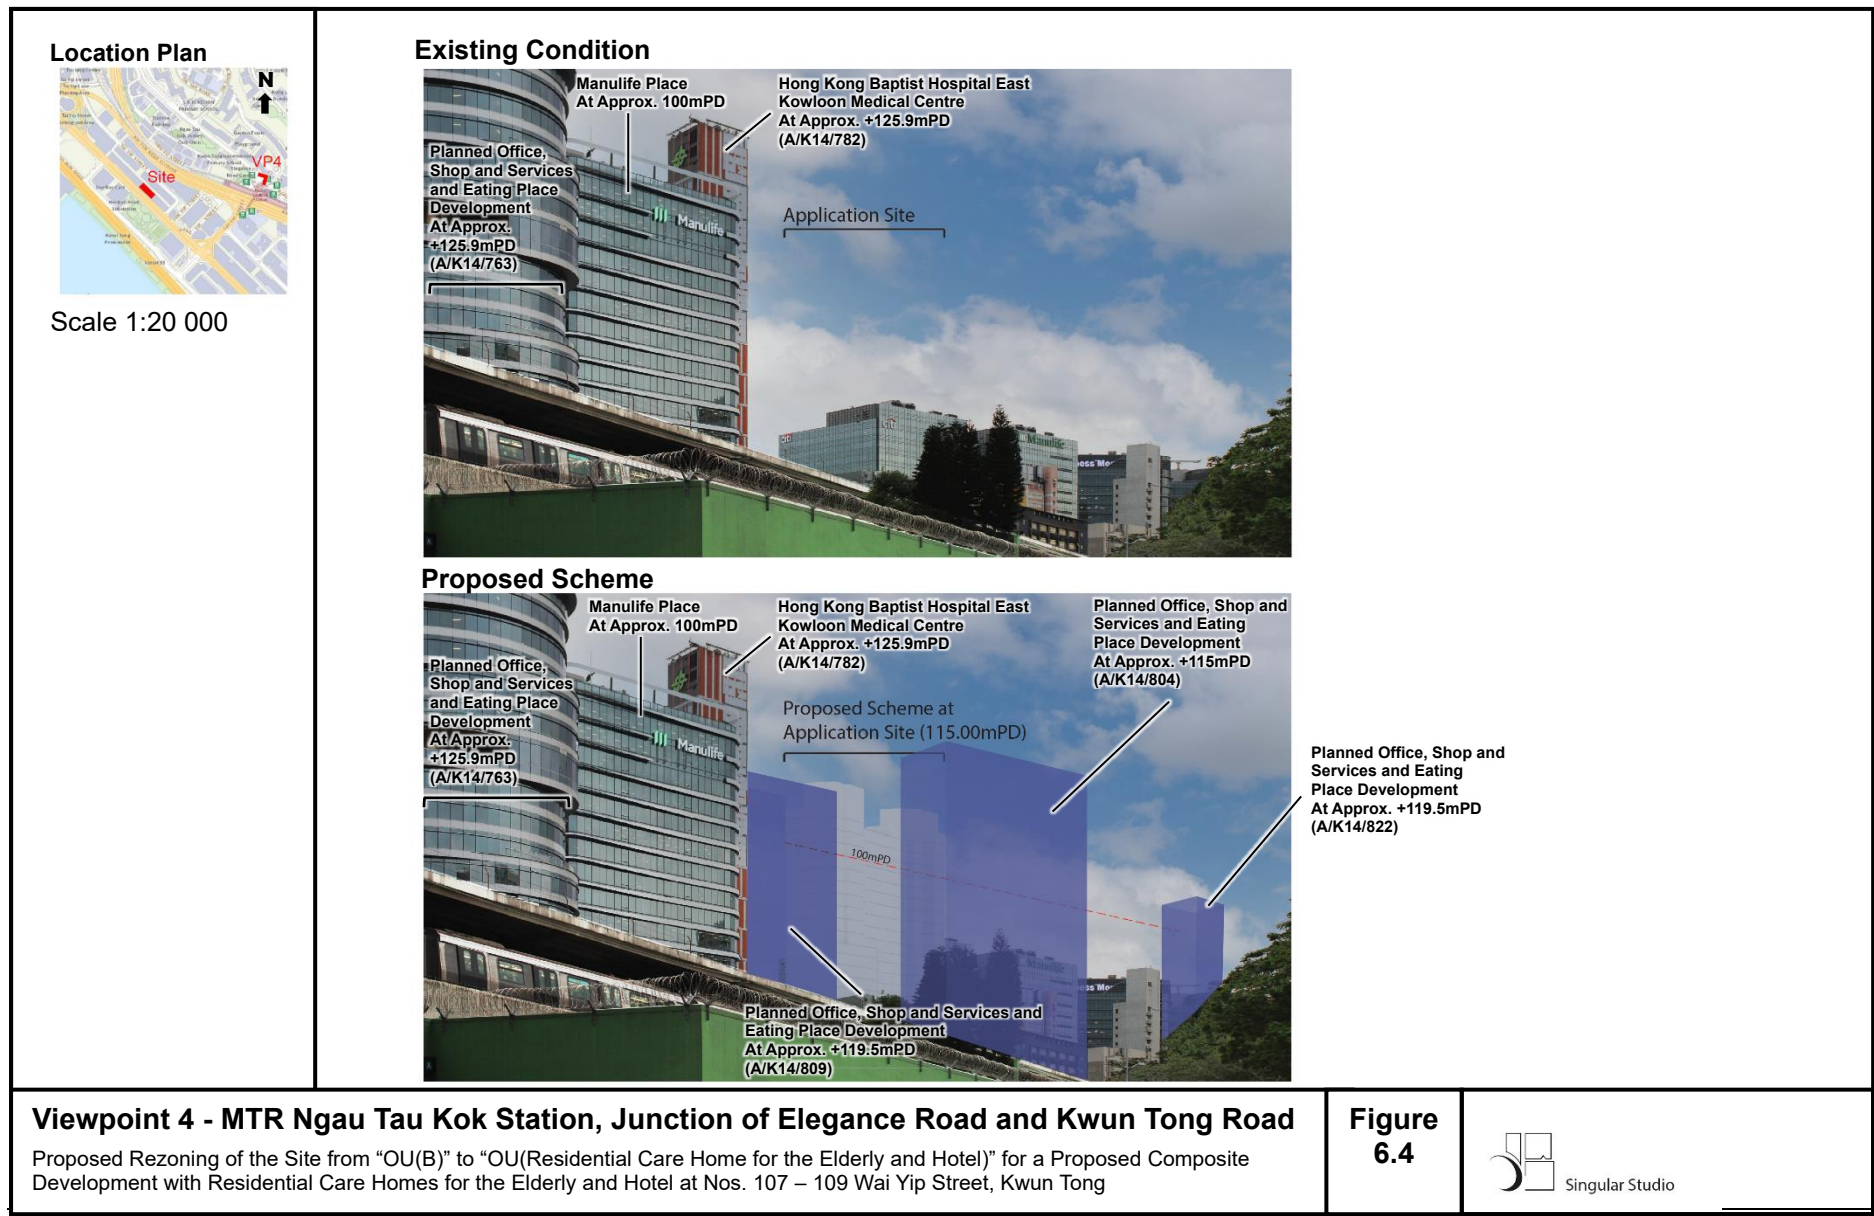 Location Plan
N
VP4
Site
Scale 1:20 000
Existing Condition
Manulife Place
At Approx. 100mPD
Hong Kong Baptist Hospital East
Kowloon Medical Centre
At Approx. +125.9mPD
(A/K14/782)
Planned Office,
Shop and Services
and Eating Place
Development
At Approx.
+125.9mPD
(A/K14/763)
Manulife
Application Site
citi
citi
Manulife
Proposed Scheme
Manulife Place
At Approx. 100mPD
Hong Kong Baptist Hospital East
Kowloon Medical Centre
At Approx. +125.9mPD
(A/K14/782)
Planned Office, Shop and
Services and Eating
Place Development
At Approx. +115mPD
(A/K14/804)
Planned Office,
Shop and Services
and Eating Place
Development
At Approx.
+125.9mPD
(A/K14/763)
Manulife
Proposed Scheme at
Application Site (115.00mPD)
100mPD
Planned Office, Shop and
Services and Eating
Place Development
At Approx. +119.5mPD
(A/K14/822)
Manulife
Planned Office, Shop and Services and
Eating Place Development
At Approx. +119.5mPD
(A/K14/809)
Viewpoint 4 - MTR Ngau Tau Kok Station, Junction of Elegance Road and Kwun Tong Road
Proposed Rezoning of the Site from “OU(B)” to “OU(Residential Care Home for the Elderly and Hotel)” for a Proposed Composite
Development with Residential Care Homes for the Elderly and Hotel at Nos. 107 – 109 Wai Yip Street, Kwun Tong
Figure
6.4
Singular Studio